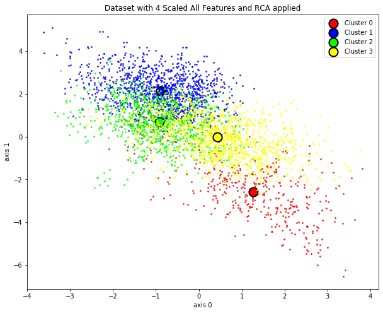 Dataset with 4 Scaled All Features and RCA applied
Cluster 0
Cluster 1
Cluster 2
Cluster 3
axis 1
4
2
0
−2
−4
−6
−4
−3
−2
−1
0
1
2
3
4
axis 0